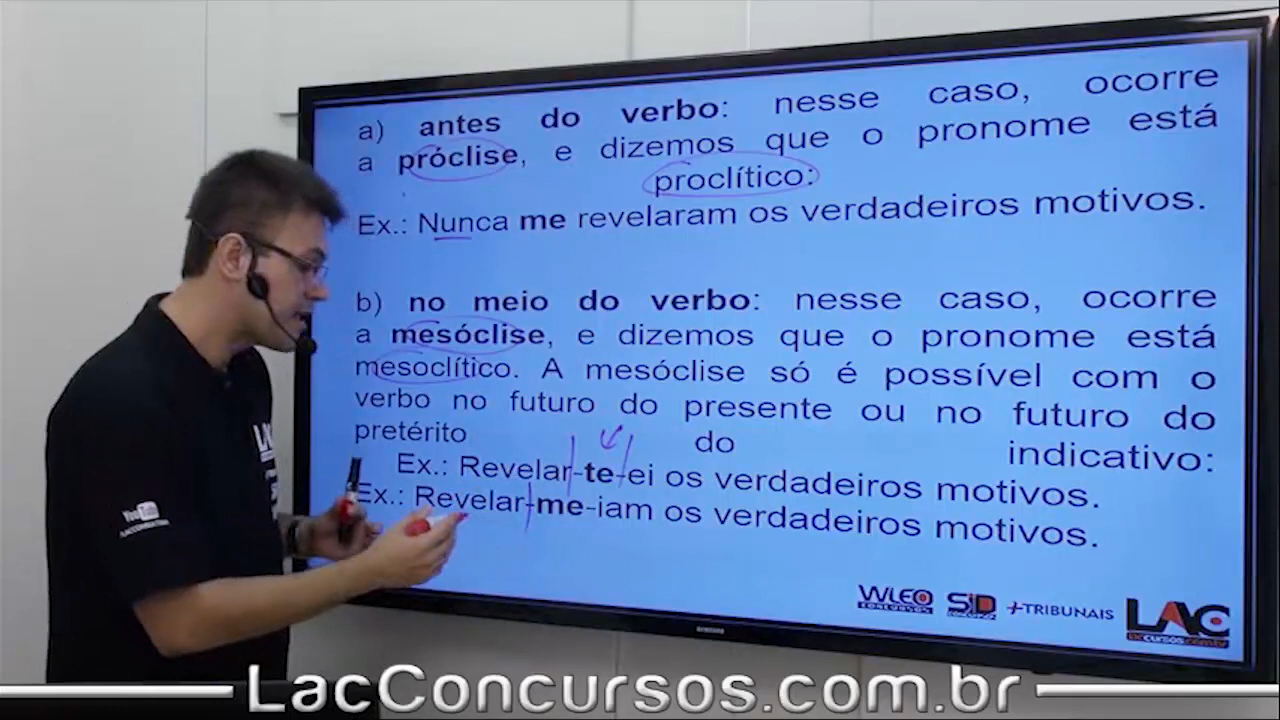 a) antes do verbo: nesse caso, ocorre
a próclise, e dizemos que o pronome está
proclítico:
Ex.: Nunca me revelaram os verdadeiros motivos.
b) no meio do verbo: nesse caso, ocorre
a mesóclise, e dizemos que o pronome está
mesoclítico. A mesóclise só é possível com o
verbo no futuro do presente ou no futuro do
pretérito do indicativo:
Ex.: Revelar-te-ei os verdadeiros motivos.
Ex.: Revelar-me-iam os verdadeiros motivos.
WLEO
CONCURSOS
+TRIBUNAIS
LAC
SAMSUNG
You
LacConcursos.com.br